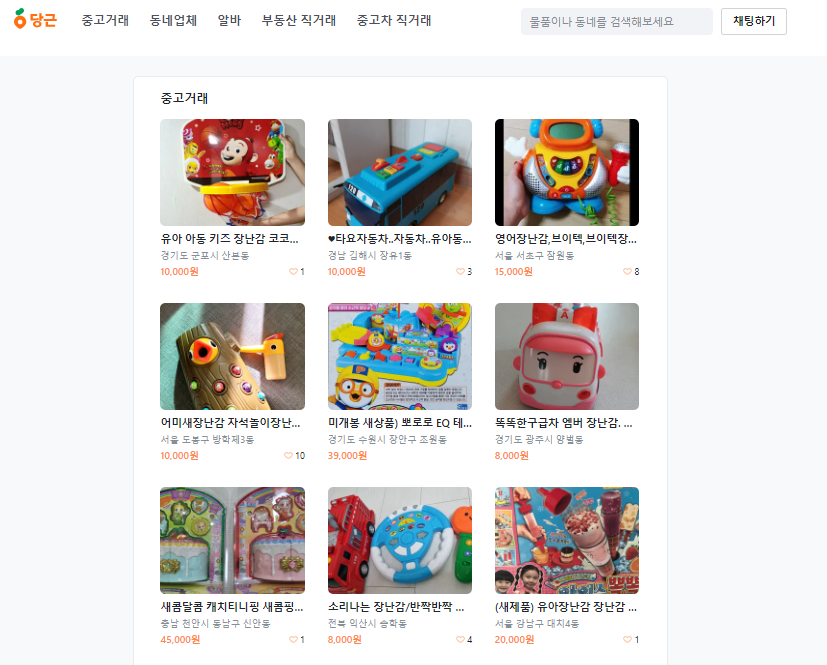 당근
중고거래 동네업체 알바 부동산 직거래 중고차 직거래
물품이나 동네를 검색해보세요
채팅하기
중고거래
유아 아동 키즈 장난감 코코...
경기도 군포시 산본동
10,000원 1
♥타요자동차..자동차..유아동...
경남 김해시 장유1동
10,000원 3
영어장난감,브이텍,브이텍장...
서울 서초구 잠원동
15,000원 8
어미새장난감 자석놀이장난...
서울 도봉구 방학제3동
10,000원 10
미개봉 새상품) 뽀로로 EQ 테...
경기도 수원시 장안구 조원동
39,000원
똑똑한구급차 엠버 장난감. ...
경기도 광주시 양벌동
8,000원
새콤달콤 캐치티니핑 새콤핑...
충남 천안시 동남구 신안동
45,000원 1
소리나는 장난감/반짝반짝 ...
전북 익산시 송학동
8,000원 4
(새제품) 유아장난감 장난감 ...
서울 강남구 대치4동
20,000원 1